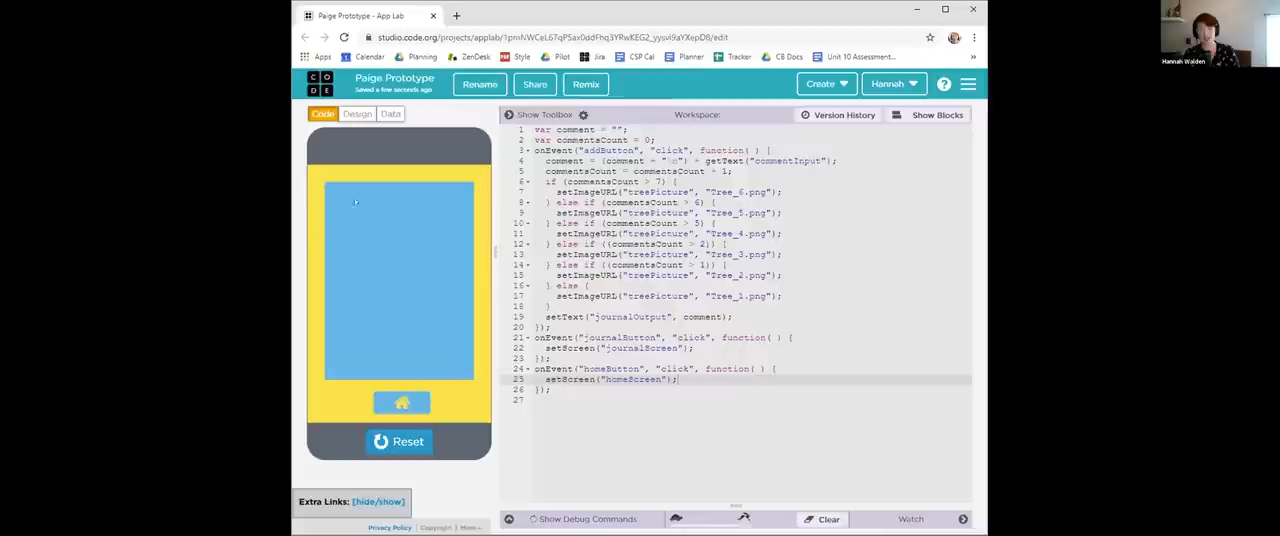 Paige Prototype - App Lab
studio.code.org/projects/applab/1pmNWCeL67qPSax0ddFhq3YRwKEG2_yysvi9aYXepD8/edit
Apps Calendar Planning ZenDesk Style Pilot Jira CSP Cal Planner Tracker CB Docs Unit 10 Assessment...
Hannah Walden
CODE
Paige Prototype
Saved a few seconds ago
Rename Share Remix Create Hannah
Code Design Data
Show Toolbox Workspace: Version History Show Blocks
1 var comment = "";
2 var commentsCount = 0;
3 onEvent("addButton", "click", function( ) {
4 comment = (comment + "\n") + getText("commentInput");
5 commentsCount = commentsCount + 1;
6 if (commentsCount > 7) {
7 setImageURL("treePicture", "Tree_6.png");
8 } else if (commentsCount > 6) {
9 setImageURL("treePicture", "Tree_5.png");
10 } else if (commentsCount > 5) {
11 setImageURL("treePicture", "Tree_4.png");
12 } else if ((commentsCount > 2)) {
13 setImageURL("treePicture", "Tree_3.png");
14 } else if ((commentsCount > 1)) {
15 setImageURL("treePicture", "Tree_2.png");
16 } else {
17 setImageURL("treePicture", "Tree_1.png");
18 }
19 setText("journalOutput", comment);
20 });
21 onEvent("journalButton", "click", function( ) {
22 setScreen("journalScreen");
23 });
24 onEvent("homeButton", "click", function( ) {
25 setScreen("homeScreen");
26 });
27
Reset
Extra Links: [hide/show]
Privacy Policy | Copyright | More
Show Debug Commands Clear Watch